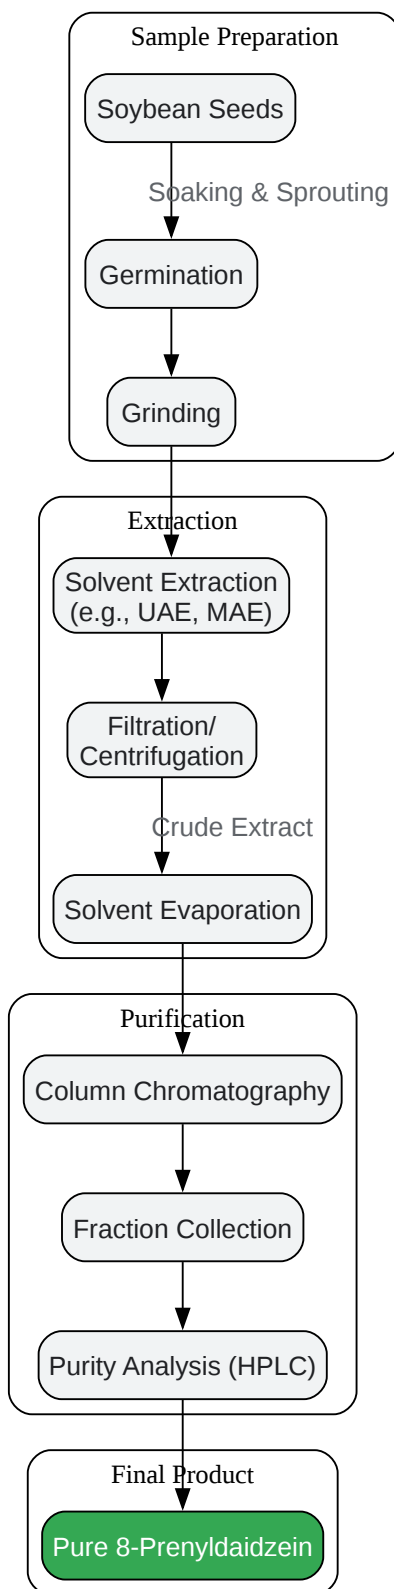 Sample Preparation
Soybean Seeds
Soaking & Sprouting
Germination
Grinding
Extraction
Solvent Extraction
(e.g., UAE, MAE)
Filtration/
Centrifugation
Crude Extract
Solvent Evaporation
Purification
Column Chromatography
Fraction Collection
Purity Analysis (HPLC)
Final Product
Pure 8-Prenyldaidzein